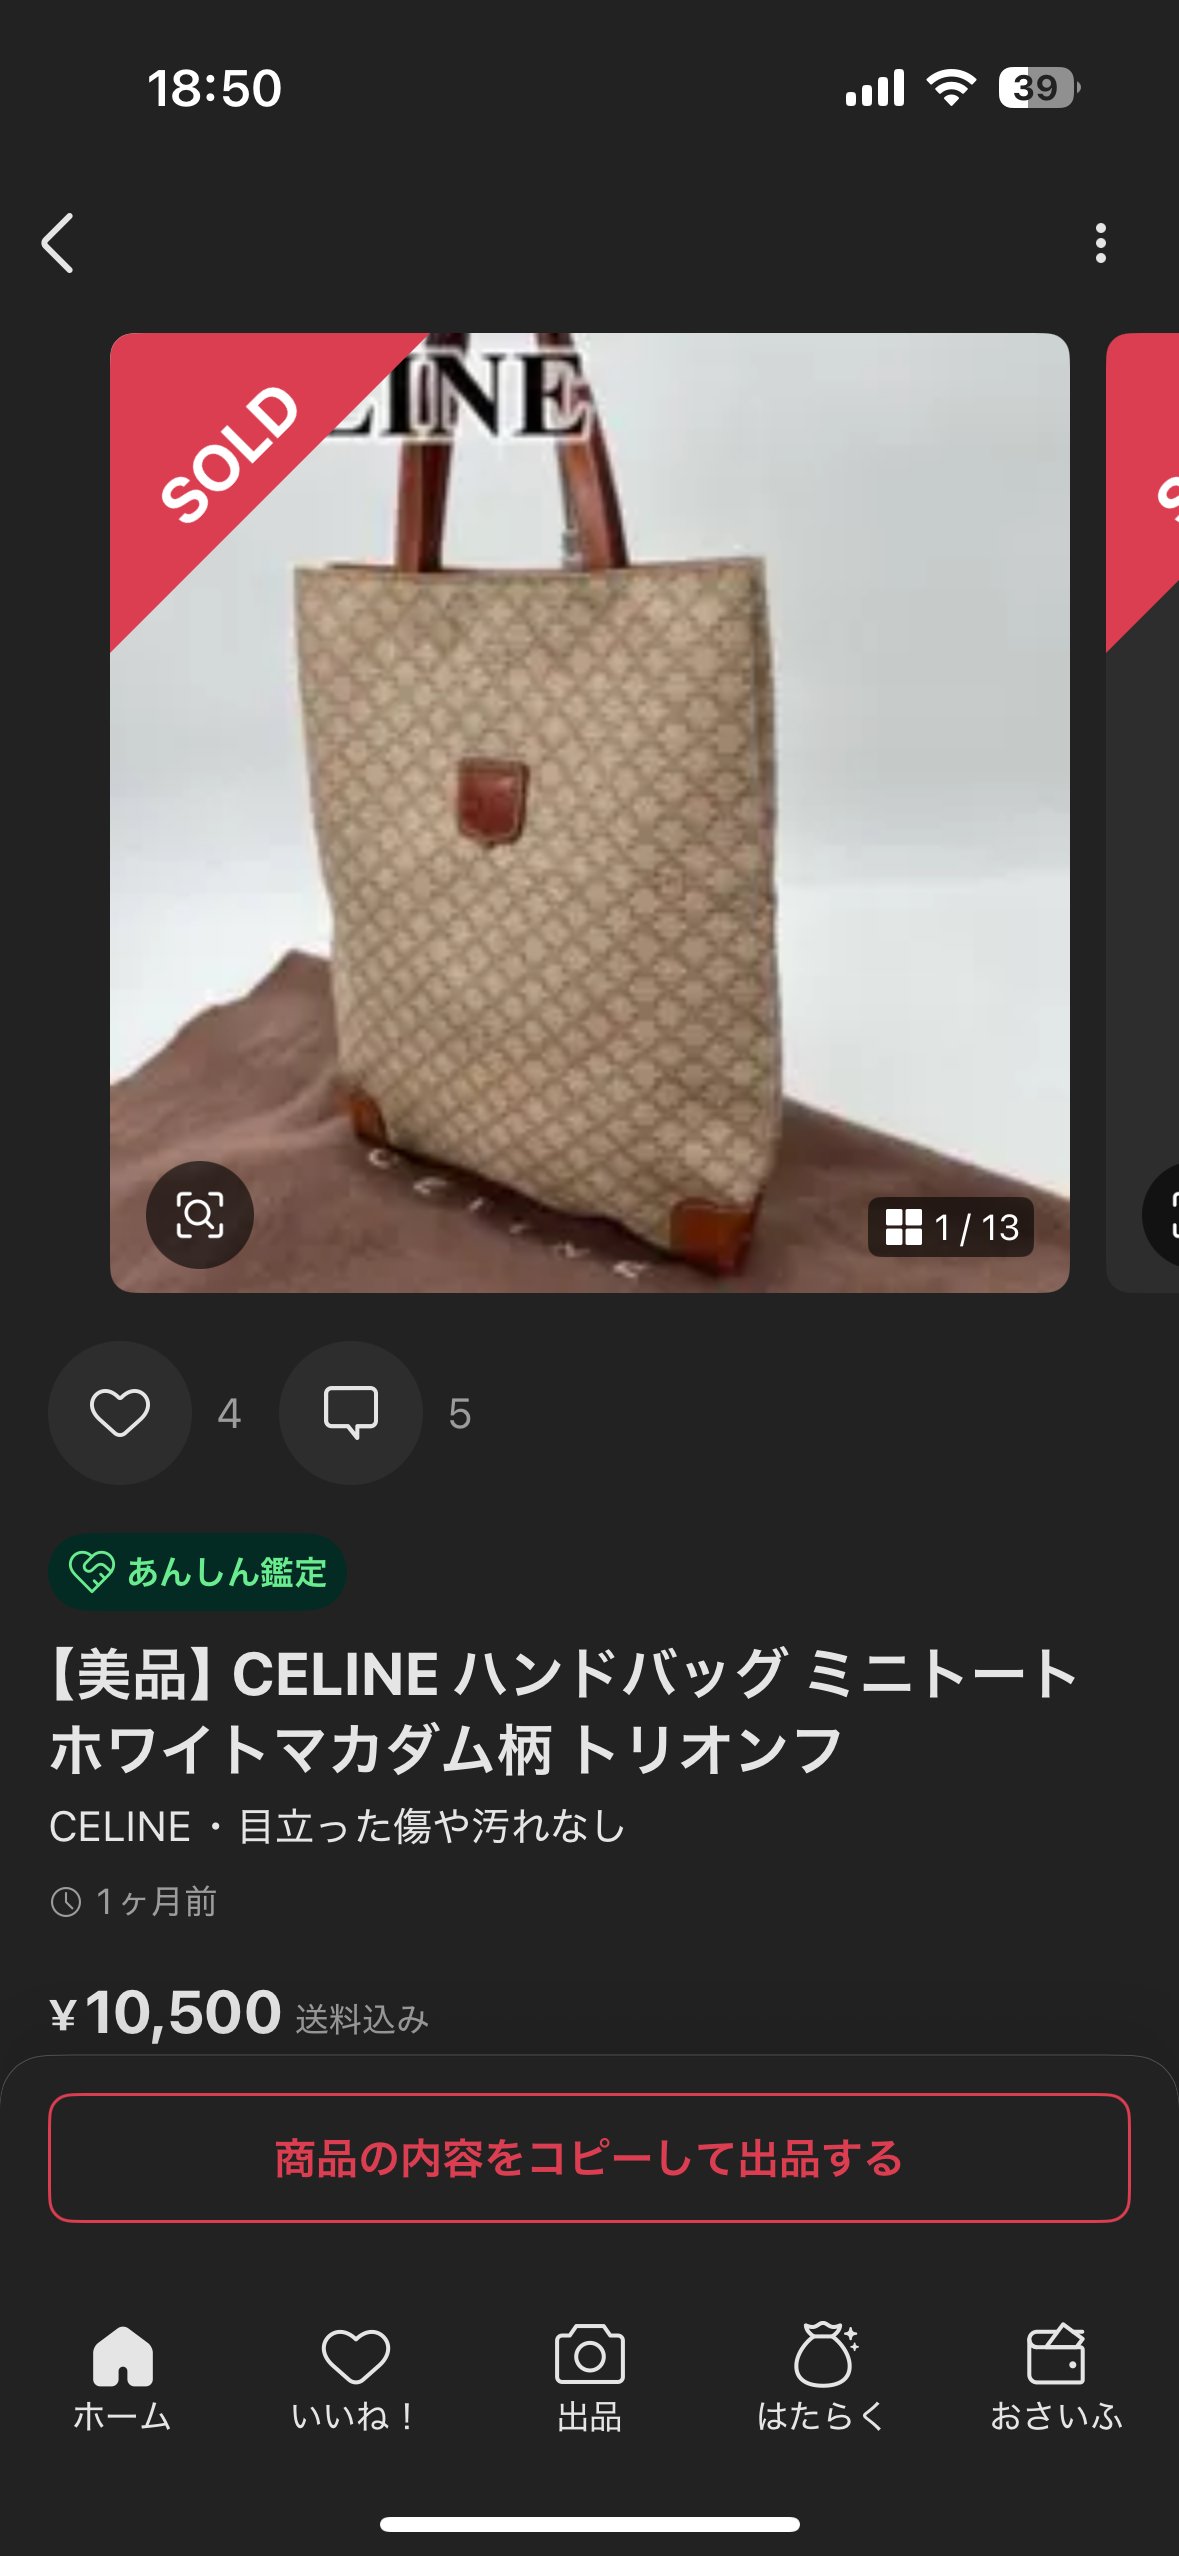 18:50
39
SOLD
LINE
CELINE
1 / 13
4
5
あんしん鑑定
【美品】CELINE ハンドバッグ ミニトート
ホワイトマカダム柄 トリオンフ
CELINE・目立った傷や汚れなし
1ヶ月前
¥10,500 送料込み
商品の内容をコピーして出品する
ホーム
いいね！
出品
はたらく
おさいふ